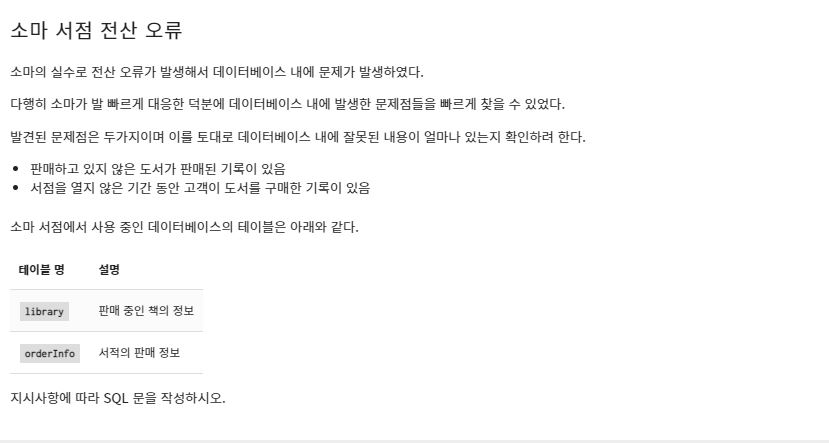 소마 서점 전산 오류
소마의 실수로 전산 오류가 발생해서 데이터베이스 내에 문제가 발생하였다.
다행히 소마가 발 빠르게 대응한 덕분에 데이터베이스 내에 발생한 문제점들을 빠르게 찾을 수 있었다.
발견된 문제점은 두가지이며 이를 토대로 데이터베이스 내에 잘못된 내용이 얼마나 있는지 확인하려 한다.
• 판매하고 있지 않은 도서가 판매된 기록이 있음
• 서점을 열지 않은 기간 동안 고객이 도서를 구매한 기록이 있음
소마 서점에서 사용 중인 데이터베이스의 테이블은 아래와 같다.
테이블 명 설명
library 판매 중인 책의 정보
orderInfo 서적의 판매 정보
지시사항에 따라 SQL 문을 작성하시오.